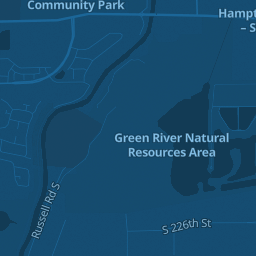 Community Park
Hampt
– S
Green River Natural
Resources Area
Russell Rd S
S 226th St